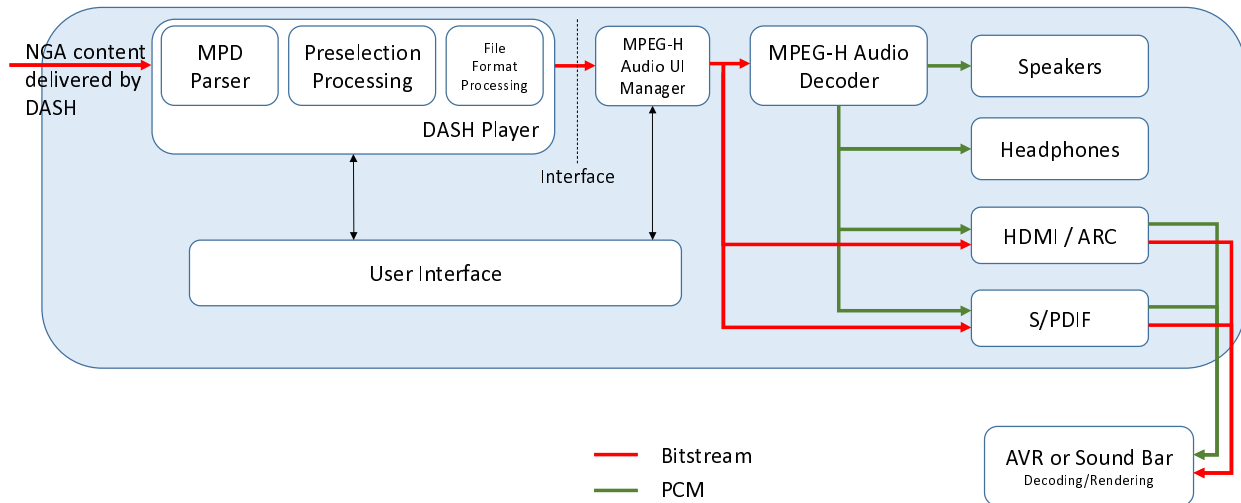 NGA content
delivered by
DASH
MPD
Parser
Preselection
Processing
File
Format
Processing
DASH Player
Interface
MPEG-H
Audio UI
Manager
MPEG-H Audio
Decoder
Speakers
Headphones
HDMI / ARC
S/PDIF
User Interface
AVR or Sound Bar
Decoding/Rendering
Bitstream
PCM